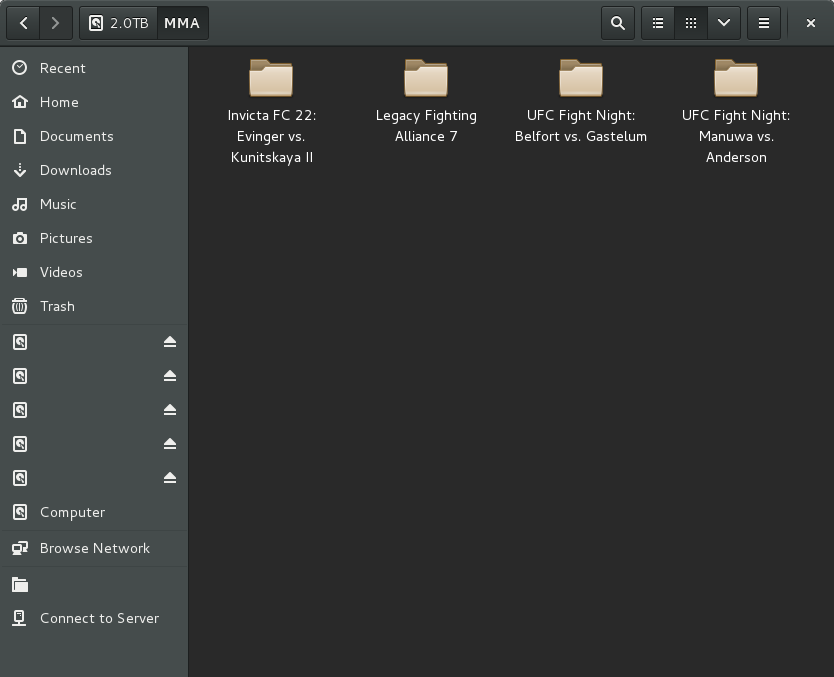 2.0TB MMA
Recent
Home
Documents
Downloads
Music
Pictures
Videos
Trash
Computer
Browse Network
Connect to Server
Invicta FC 22:
Evinger vs.
Kunitskaya II
Legacy Fighting
Alliance 7
UFC Fight Night:
Belfort vs. Gastelum
UFC Fight Night:
Manuwa vs.
Anderson